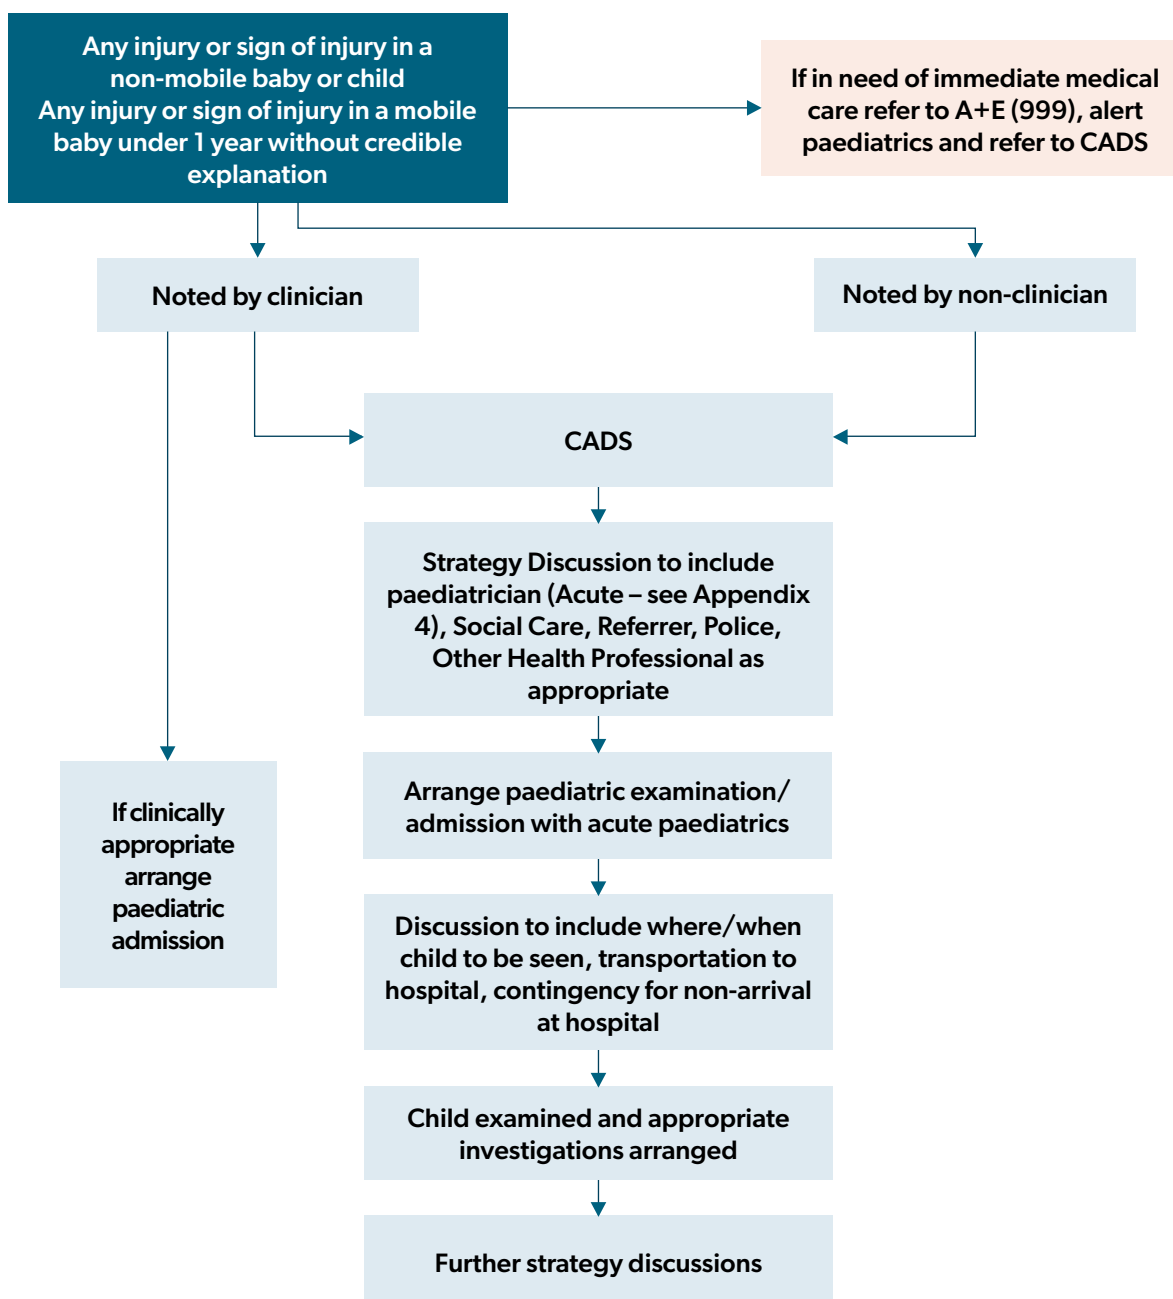 Any injury or sign of injury in a
non-mobile baby or child
Any injury or sign of injury in a mobile
baby under 1 year without credible
explanation
If in need of immediate medical
care refer to A+E (999), alert
paediatrics and refer to CADS
Noted by clinician
Noted by non-clinician
CADS
Strategy Discussion to include
paediatrician (Acute – see Appendix
4), Social Care, Referrer, Police,
Other Health Professional as
appropriate
If clinically
appropriate
arrange
paediatric
admission
Arrange paediatric examination/
admission with acute paediatrics
Discussion to include where/when
child to be seen, transportation to
hospital, contingency for non-arrival
at hospital
Child examined and appropriate
investigations arranged
Further strategy discussions